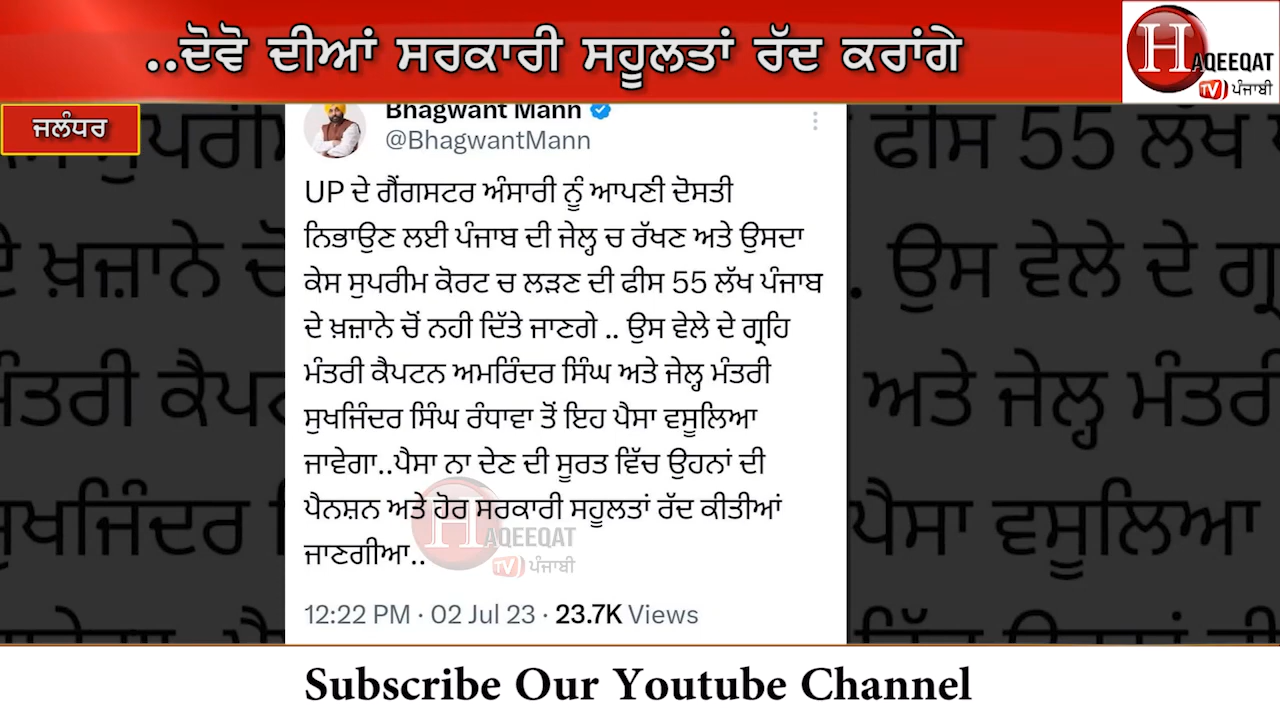 ..ਦੋਵੋ ਦੀਆਂ ਸਰਕਾਰੀ ਸਹੂਲਤਾਂ ਰੱਦ ਕਰਾਂਗੇ
HAQEEQAT
TV ਪੰਜਾਬੀ
ਜਲੰਧਰ
Bhagwant Mann
@BhagwantMann
UP ਦੇ ਗੈਂਗਸਟਰ ਅੰਸਾਰੀ ਨੂੰ ਆਪਣੀ ਦੋਸਤੀ
ਨਿਭਾਉਣ ਲਈ ਪੰਜਾਬ ਦੀ ਜੇਲ੍ਹ ਚ ਰੱਖਣ ਅਤੇ ਉਸਦਾ
ਕੇਸ ਸੁਪਰੀਮ ਕੋਰਟ ਚ ਲੜਣ ਦੀ ਫੀਸ 55 ਲੱਖ ਪੰਜਾਬ
ਦੇ ਖ਼ਜ਼ਾਨੇ ਚੋਂ ਨਹੀ ਦਿੱਤੇ ਜਾਣਗੇ .. ਉਸ ਵੇਲੇ ਦੇ ਗ੍ਰਹਿ
ਮੰਤਰੀ ਕੈਪਟਨ ਅਮਰਿੰਦਰ ਸਿੰਘ ਅਤੇ ਜੇਲ੍ਹ ਮੰਤਰੀ
ਸੁਖਜਿੰਦਰ ਸਿੰਘ ਰੰਧਾਵਾ ਤੋਂ ਇਹ ਪੈਸਾ ਵਸੂਲਿਆ
ਜਾਵੇਗਾ..ਪੈਸਾ ਨਾ ਦੇਣ ਦੀ ਸੂਰਤ ਵਿੱਚ ਉਹਨਾਂ ਦੀ
ਪੈਨਸ਼ਨ ਅਤੇ ਹੋਰ ਸਰਕਾਰੀ ਸਹੂਲਤਾਂ ਰੱਦ ਕੀਤੀਆਂ
ਜਾਣਗੀਆ..
HAQEEQAT
TV ਪੰਜਾਬੀ
12:22 PM · 02 Jul 23 · 23.7K Views
Subscribe Our Youtube Channel